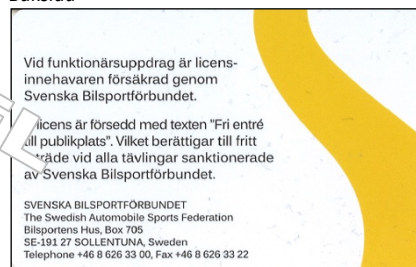 Baksida
Vid funktionärsuppdrag är licens-
innehavaren försäkrad genom
Svenska Bilsportförbundet.
licens är försedd med texten "Fri entré
till publikplats". Vilket berättigar till fritt
tillträde vid alla tävlingar sanktionerade
av Svenska Bilsportförbundet.
SVENSKA BILSPORTFÖRBUNDET
The Swedish Automobile Sports Federation
Bilsportens Hus, Box 705
SE-191 27 SOLLENTUNA, Sweden
Telephone +46 8 626 33 00, Fax +46 8 626 33 22